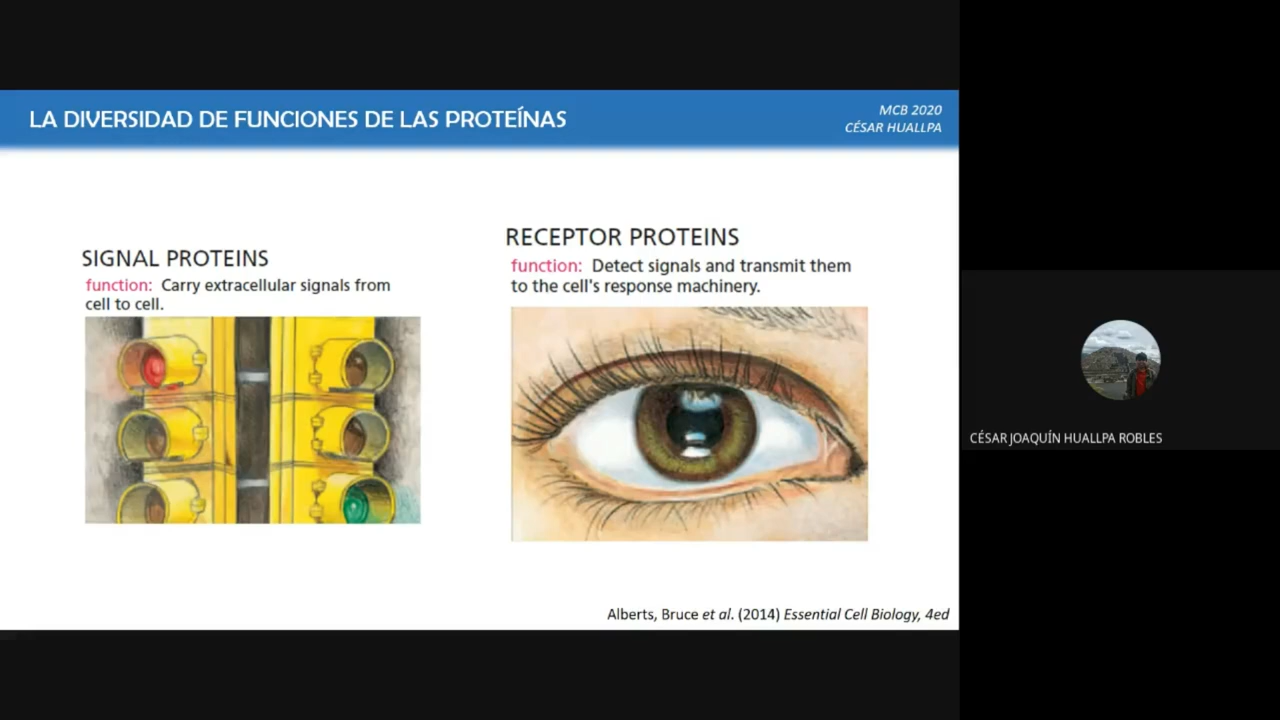 LA DIVERSIDAD DE FUNCIONES DE LAS PROTEÍNAS
MCB 2020
CÉSAR HUALLPA
SIGNAL PROTEINS
function: Carry extracellular signals from
cell to cell.
RECEPTOR PROTEINS
function: Detect signals and transmit them
to the cell's response machinery.
Alberts, Bruce et al. (2014) Essential Cell Biology, 4ed
CÉSAR JOAQUÍN HUALLPA ROBLES